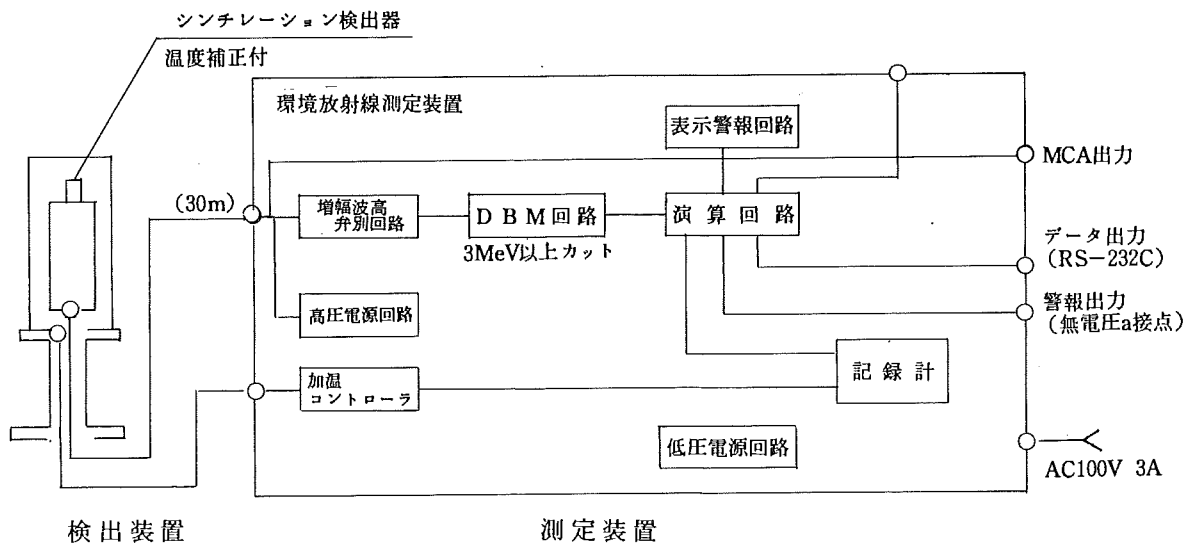 シンチレーション検出器
温度補正付
環境放射線測定装置
表示警報回路
MCA出力
(30m)
増幅波高
弁別回路
DBM回路
演算回路
3MeV以上カット
データ出力
(RS-232C)
高圧電源回路
警報出力
(無電圧a接点)
加温
コントローラ
記録計
低圧電源回路
AC100V 3A
検出装置
測定装置